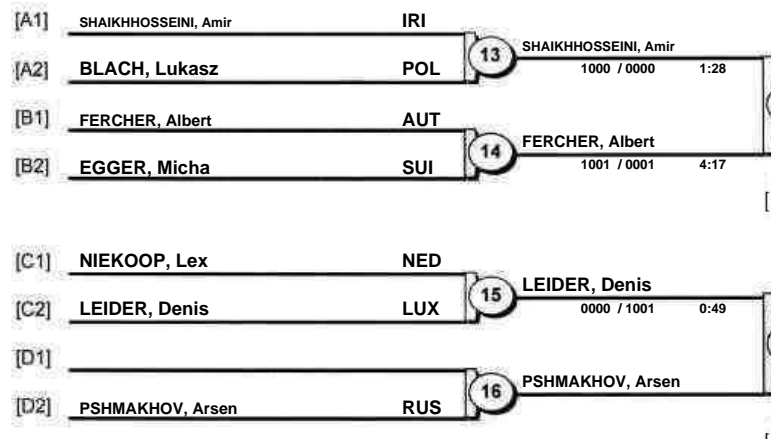 [A1] SHAIKHHOSSEINI, Amir IRI
13 SHAIKHHOSSEINI, Amir
[A2] BLACH, Lukasz POL
1000 / 0000 1:28
[B1] FERCHER, Albert AUT
14 FERCHER, Albert
[B2] EGGER, Micha SUI
1001 / 0001 4:17
[C1] NIEKOOP, Lex NED
15 LEIDER, Denis
[C2] LEIDER, Denis LUX
0000 / 1001 0:49
[D1]
16 PSHMAKHOV, Arsen
[D2] PSHMAKHOV, Arsen RUS